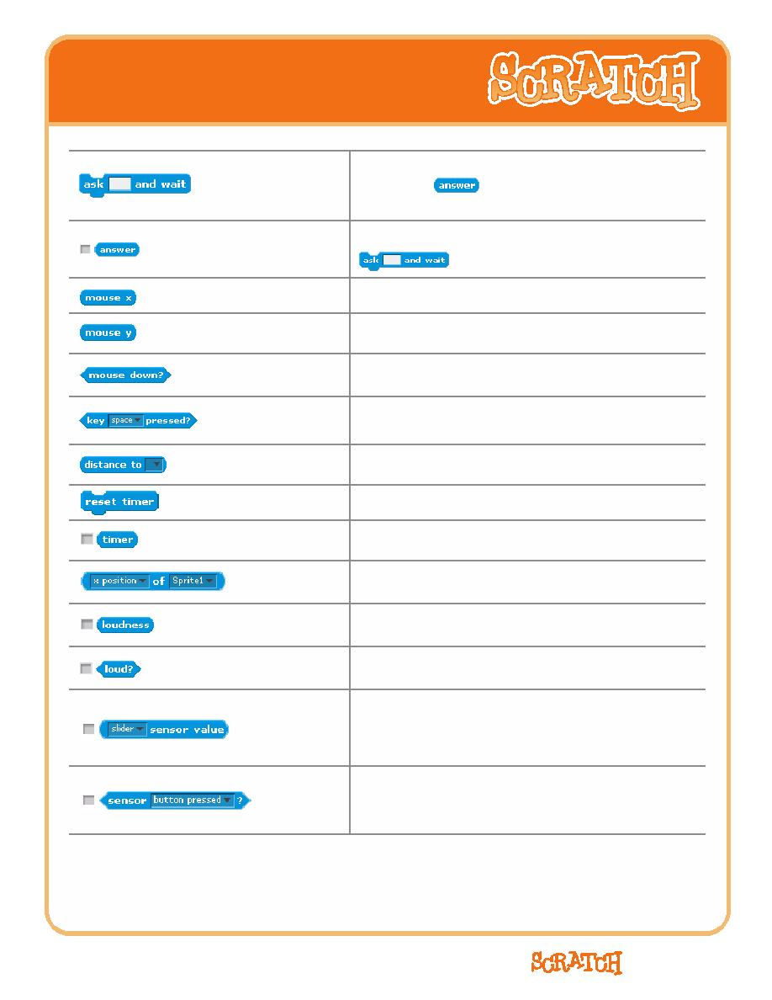 SCRATCH
ask and wait
answer
answer
ask and wait
mouse x
mouse y
mouse down?
key space pressed?
distance to
reset timer
timer
x position of Sprite1
loudness
loud?
slider sensor value
sensor button pressed ?
SCRATCH